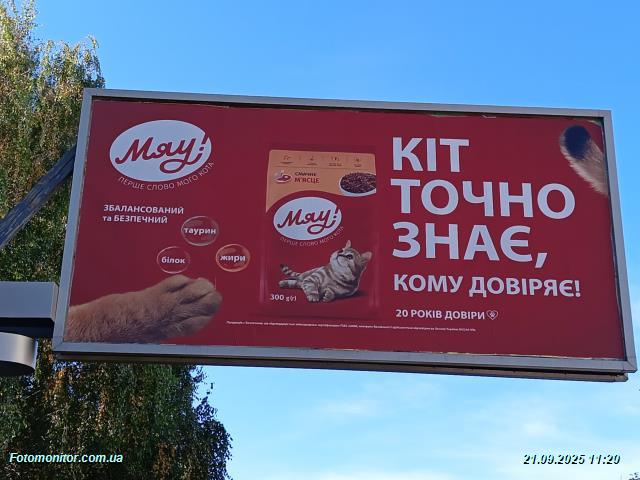 Мяу!
ПЕРШЕ СЛОВО МОГО КОТА
ЗБАЛАНСОВАНИЙ
та БЕЗПЕЧНИЙ
таурин
білок
жири
СМАЧНЕ
М'ЯСЦЕ
Мяу!
ПЕРШЕ СЛОВО МОГО КОТА
300 g(г)
КІТ
ТОЧНО
ЗНАЄ,
КОМУ ДОВІРЯЄ!
20 РОКІВ ДОВІРИ
Fotomonitor.com.ua
21.09.2025 11:20